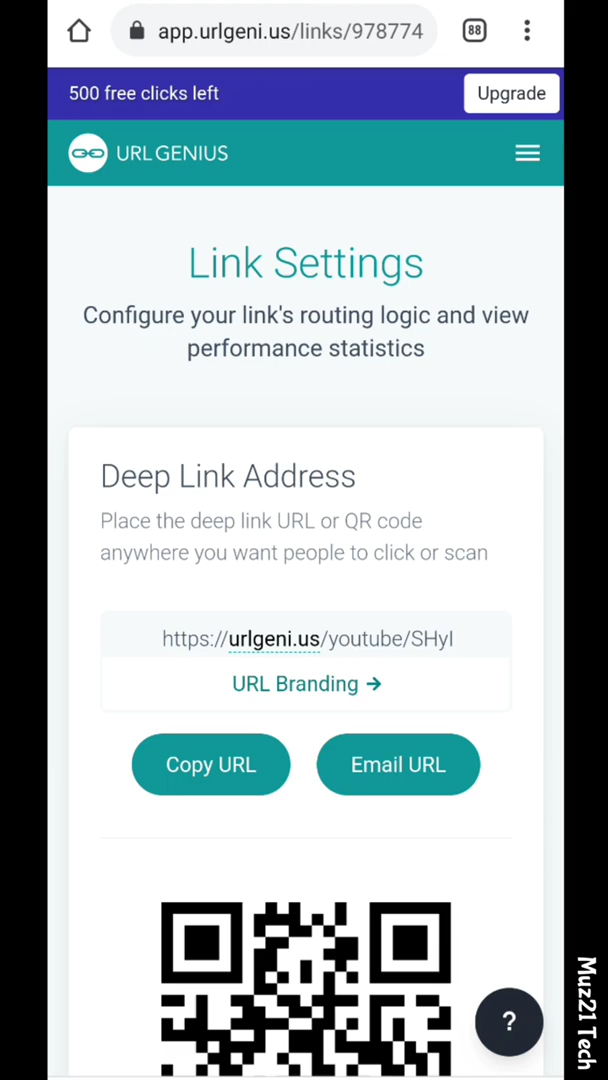 app.urlgeni.us/links/978774
88
500 free clicks left
Upgrade
URL GENIUS
Link Settings
Configure your link's routing logic and view
performance statistics
Deep Link Address
Place the deep link URL or QR code
anywhere you want people to click or scan
https://urlgeni.us/youtube/SHyI
URL Branding →
Copy URL
Email URL
?
Muz21 Tech